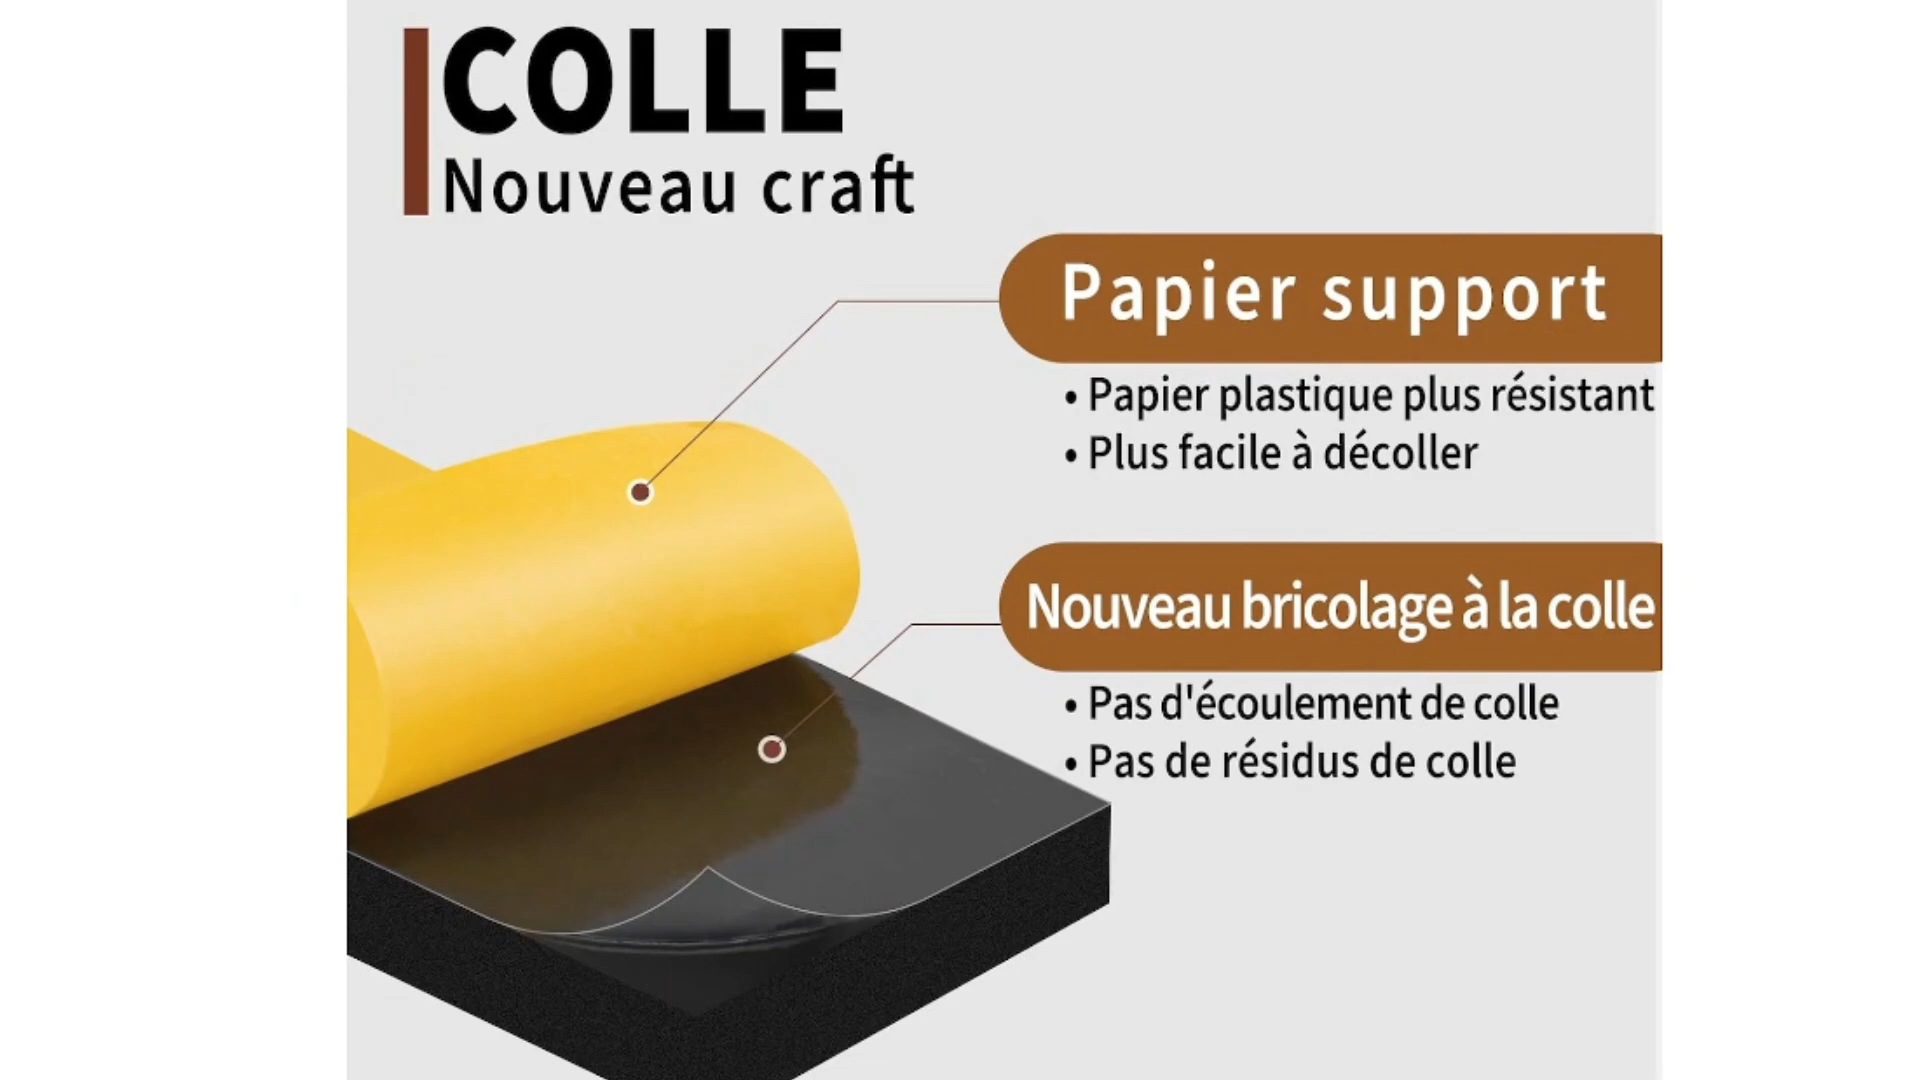 COLLE
Nouveau craft
Papier support
• Papier plastique plus résistant
• Plus facile à décoller
Nouveau bricolage à la colle
• Pas d'écoulement de colle
• Pas de résidus de colle